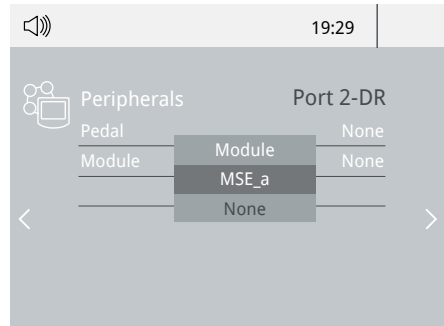 19:29
Peripherals Port 2-DR
Pedal None
Module None
Module
MSE_a
None